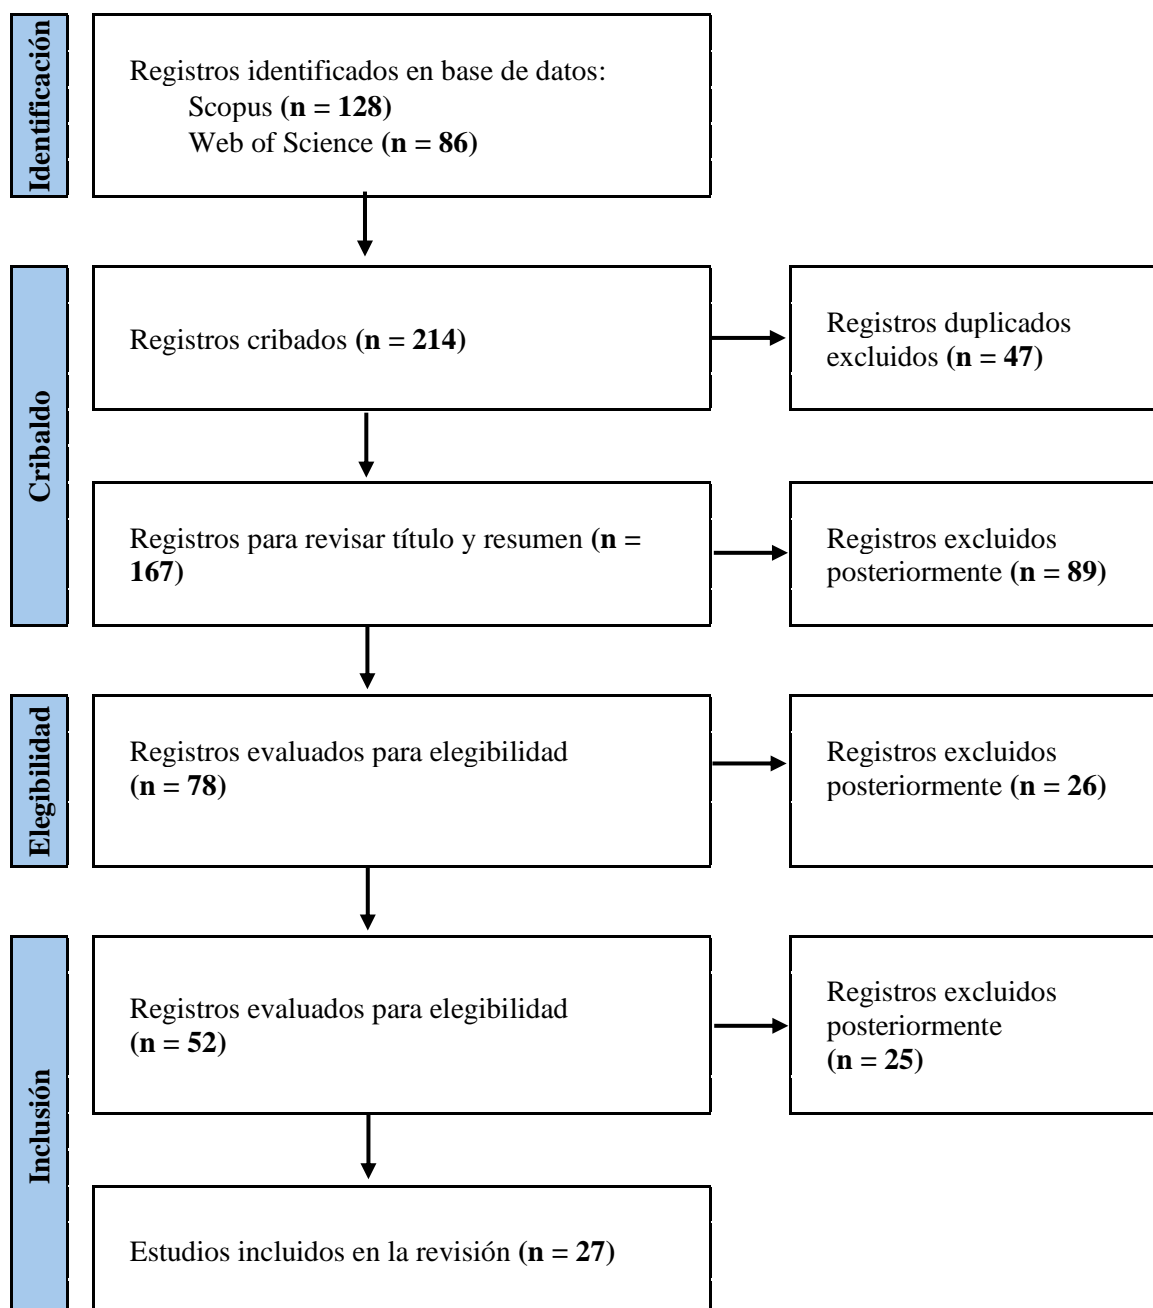 Identificación
Registros identificados en base de datos:
Scopus (n = 128)
Web of Science (n = 86)
Cribaldo
Registros cribados (n = 214)
Registros duplicados
excluidos (n = 47)
Registros para revisar título y resumen (n =
167)
Registros excluidos
posteriormente (n = 89)
Elegibilidad
Registros evaluados para elegibilidad
(n = 78)
Registros excluidos
posteriormente (n = 26)
Inclusión
Registros evaluados para elegibilidad
(n = 52)
Registros excluidos
posteriormente
(n = 25)
Estudios incluidos en la revisión (n = 27)